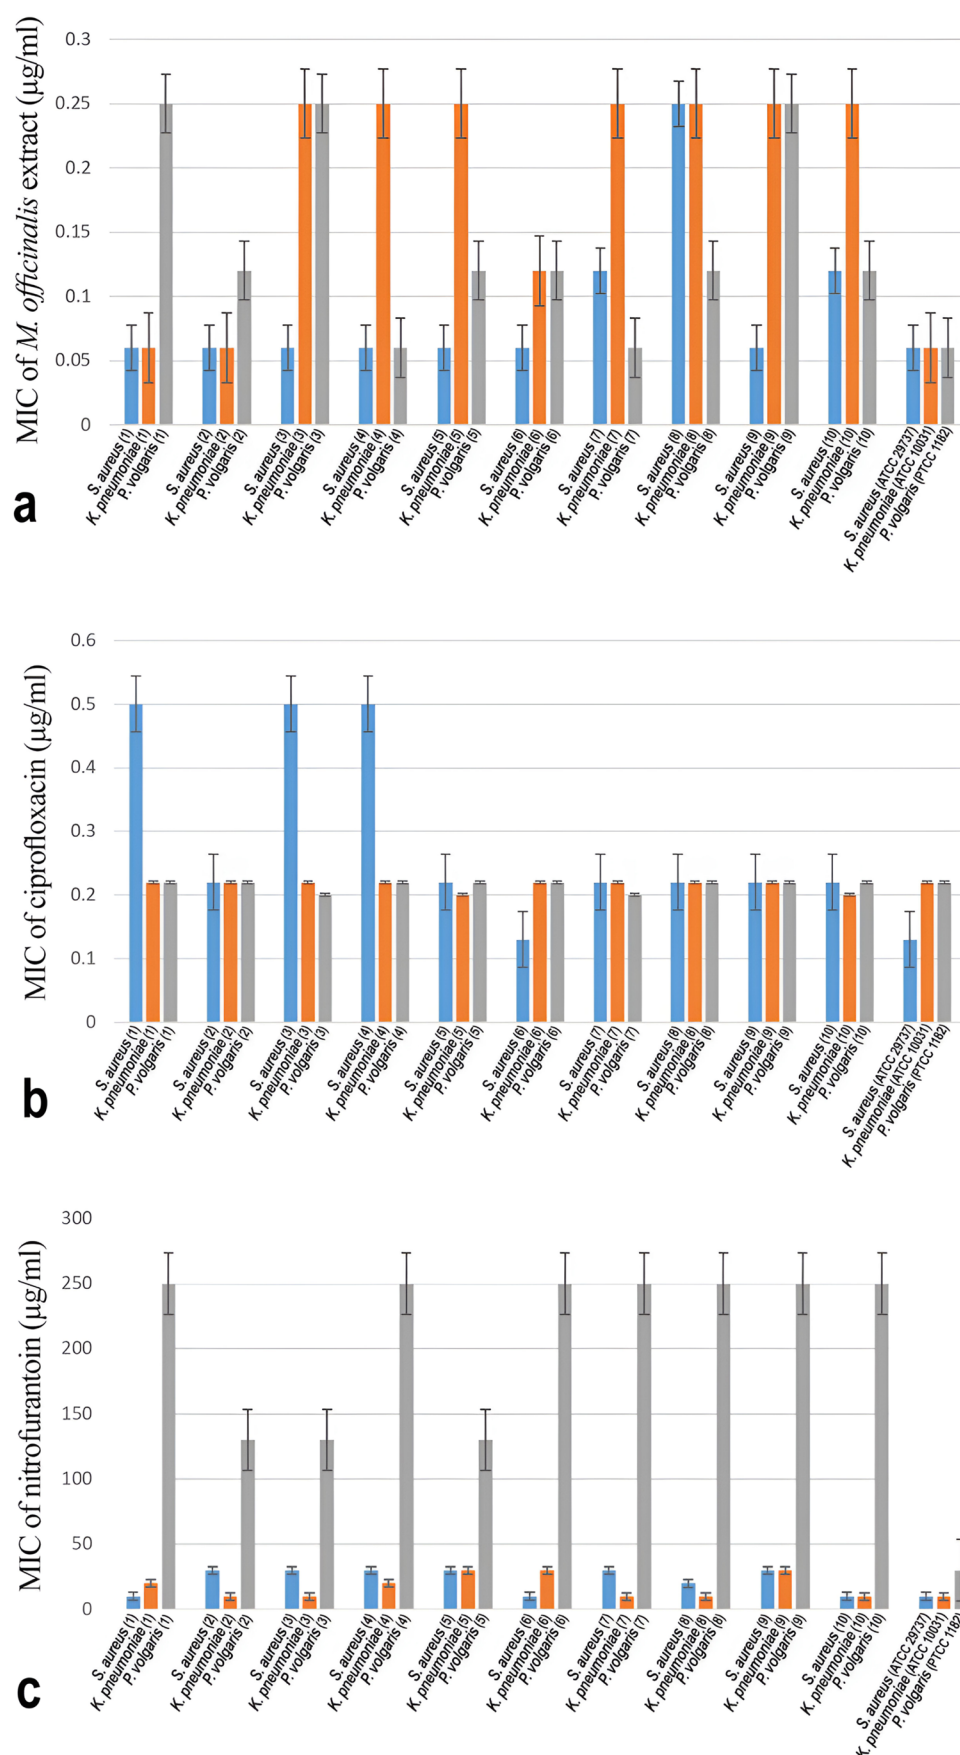 MIC of M. officinalis extract (µg/ml)
0.3
0.25
0.2
0.15
0.1
0.05
0
S. aureus (1)
K. pneumoniae (1)
P. volgaris (1)
S. aureus (2)
K. pneumoniae (2)
P. volgaris (2)
S. aureus (3)
K. pneumoniae (3)
P. volgaris (3)
S. aureus (4)
K. pneumoniae (4)
P. volgaris (4)
S. aureus (5)
K. pneumoniae (5)
P. volgaris (5)
S. aureus (6)
K. pneumoniae (6)
P. volgaris (6)
S. aureus (7)
K. pneumoniae (7)
P. volgaris (7)
S. aureus (8)
K. pneumoniae (8)
P. volgaris (8)
S. aureus (9)
K. pneumoniae (9)
P. volgaris (9)
S. aureus (10)
K. pneumoniae (10)
P. volgaris (10)
S. aureus (ATCC 29737)
K. pneumoniae (ATCC 10031)
P. volgaris (PTCC 1182)
a
MIC of ciprofloxacin (µg/ml)
0.6
0.5
0.4
0.3
0.2
0.1
0
S. aureus (1)
K. pneumoniae (1)
P. volgaris (1)
S. aureus (2)
K. pneumoniae (2)
P. volgaris (2)
S. aureus (3)
K. pneumoniae (3)
P. volgaris (3)
S. aureus (4)
K. pneumoniae (4)
P. volgaris (4)
S. aureus (5)
K. pneumoniae (5)
P. volgaris (5)
S. aureus (6)
K. pneumoniae (6)
P. volgaris (6)
S. aureus (7)
K. pneumoniae (7)
P. volgaris (7)
S. aureus (8)
K. pneumoniae (8)
P. volgaris (8)
S. aureus (9)
K. pneumoniae (9)
P. volgaris (9)
S. aureus (10)
K. pneumoniae (10)
P. volgaris (10)
S. aureus (ATCC 29737)
K. pneumoniae (ATCC 10031)
P. volgaris (PTCC 1182)
b
MIC of nitrofurantoin (µg/ml)
300
250
200
150
100
50
0
S. aureus (1)
K. pneumoniae (1)
P. volgaris (1)
S. aureus (2)
K. pneumoniae (2)
P. volgaris (2)
S. aureus (3)
K. pneumoniae (3)
P. volgaris (3)
S. aureus (4)
K. pneumoniae (4)
P. volgaris (4)
S. aureus (5)
K. pneumoniae (5)
P. volgaris (5)
S. aureus (6)
K. pneumoniae (6)
P. volgaris (6)
S. aureus (7)
K. pneumoniae (7)
P. volgaris (7)
S. aureus (8)
K. pneumoniae (8)
P. volgaris (8)
S. aureus (9)
K. pneumoniae (9)
P. volgaris (9)
S. aureus (10)
K. pneumoniae (10)
P. volgaris (10)
S. aureus (ATCC 29737)
K. pneumoniae (ATCC 10031)
P. volgaris (PTCC 1182)
c